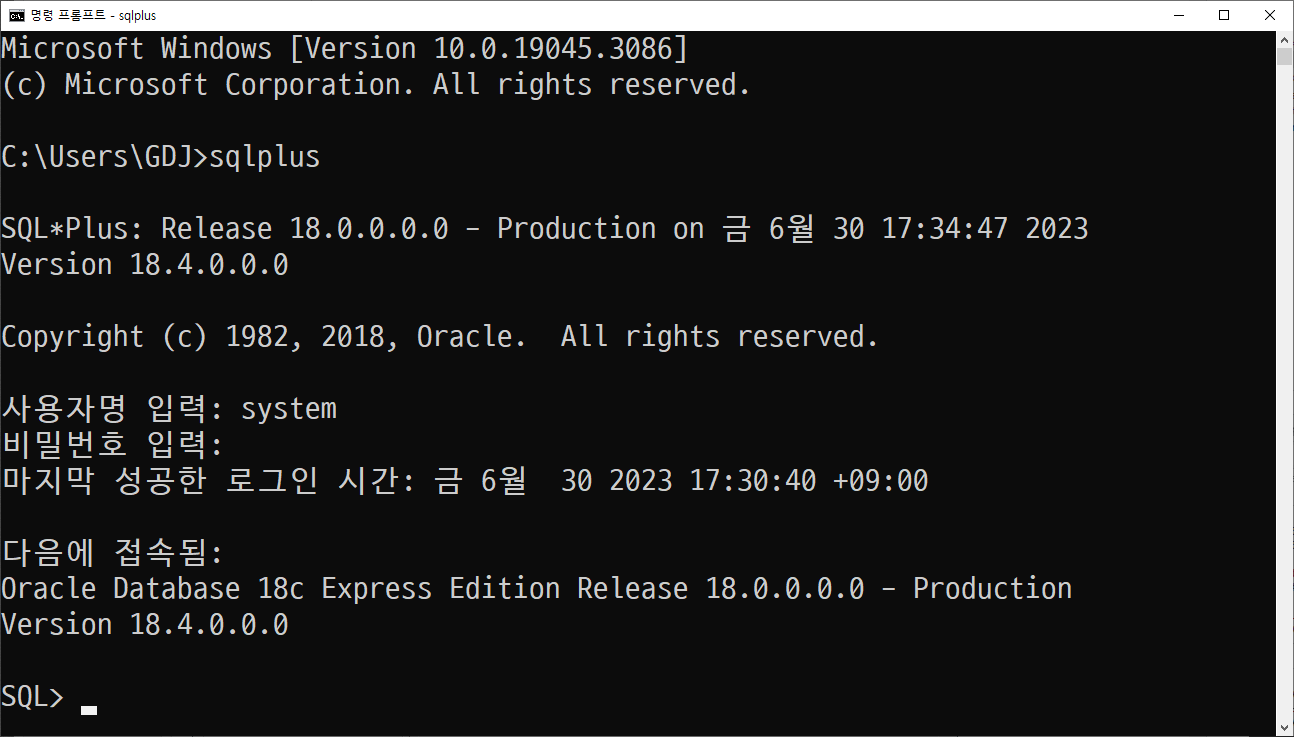 명령 프롬프트 - sqlplus
Microsoft Windows [Version 10.0.19045.3086]
(c) Microsoft Corporation. All rights reserved.
C:\Users\GDJ>sqlplus
SQL*Plus: Release 18.0.0.0.0 - Production on 금 6월 30 17:34:47 2023
Version 18.4.0.0.0
Copyright (c) 1982, 2018, Oracle.  All rights reserved.
사용자명 입력: system
비밀번호 입력:
마지막 성공한 로그인 시간: 금 6월  30 2023 17:30:40 +09:00
다음에 접속됨:
Oracle Database 18c Express Edition Release 18.0.0.0.0 - Production
Version 18.4.0.0.0
SQL>